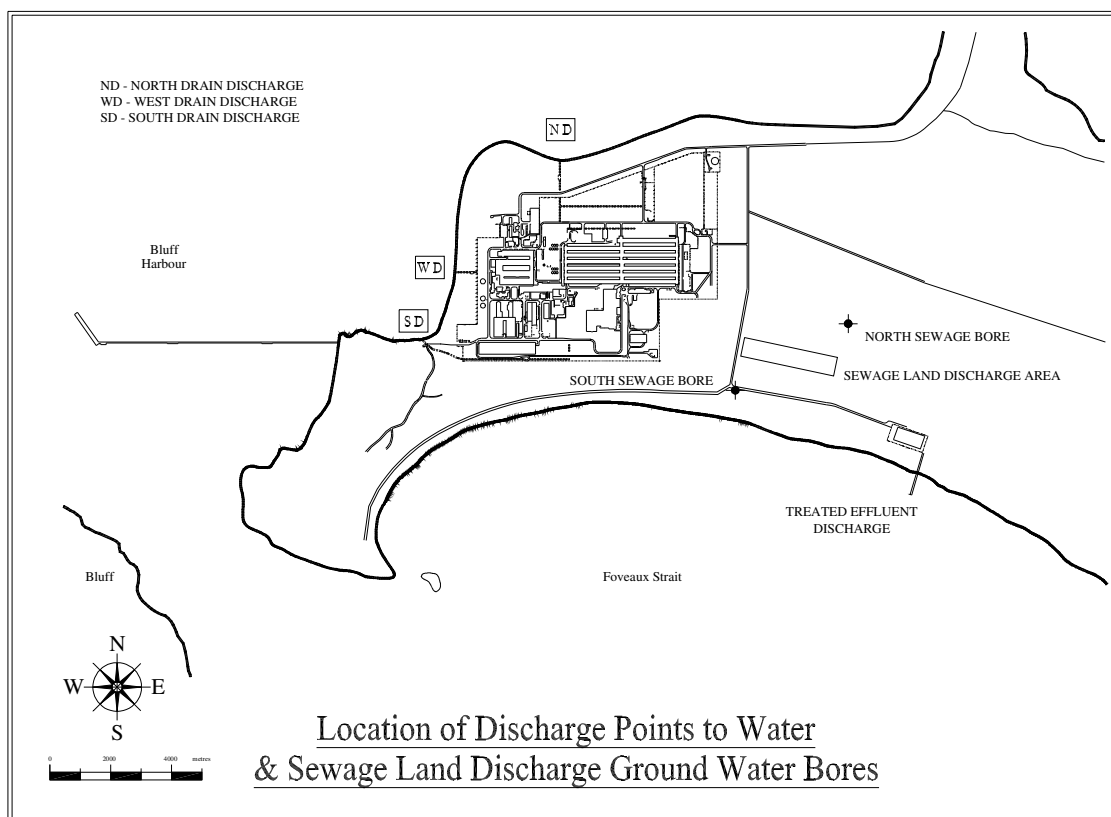 ND - NORTH DRAIN DISCHARGE
WD - WEST DRAIN DISCHARGE
SD - SOUTH DRAIN DISCHARGE
ND
Bluff
Harbour
WD
SD
NORTH SEWAGE BORE
SOUTH SEWAGE BORE
SEWAGE LAND DISCHARGE AREA
TREATED EFFLUENT
DISCHARGE
Bluff
Foveaux Strait
N
W E
S
0 2000 4000 metres
Location of Discharge Points to Water
& Sewage Land Discharge Ground Water Bores